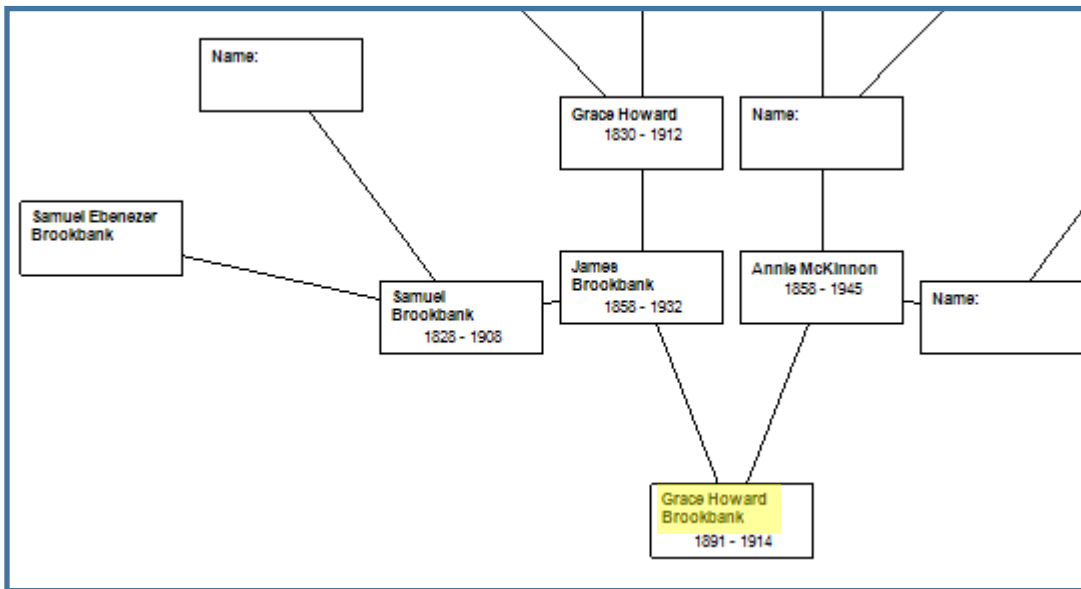 Name:
Grace Howard
1830 - 1912
Name:
Samuel Ebenezer
Brookbank
Samuel
Brookbank
1828 - 1908
James
Brookbank
1858 - 1932
Annie McKinnon
1858 - 1945
Name:
Grace Howard
Brookbank
1891 - 1914